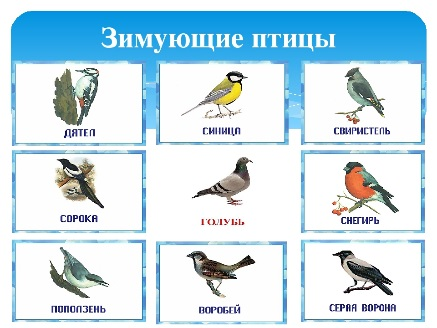 Зимующие птицы
ДЯТЕЛ
СИНИЦА
СВИРИСТЕЛЬ
СОРОКА
ГОЛУБЬ
СНЕГИРЬ
ПОПОЛЗЕНЬ
ВОРОБЕЙ
СЕРАЯ ВОРОНА